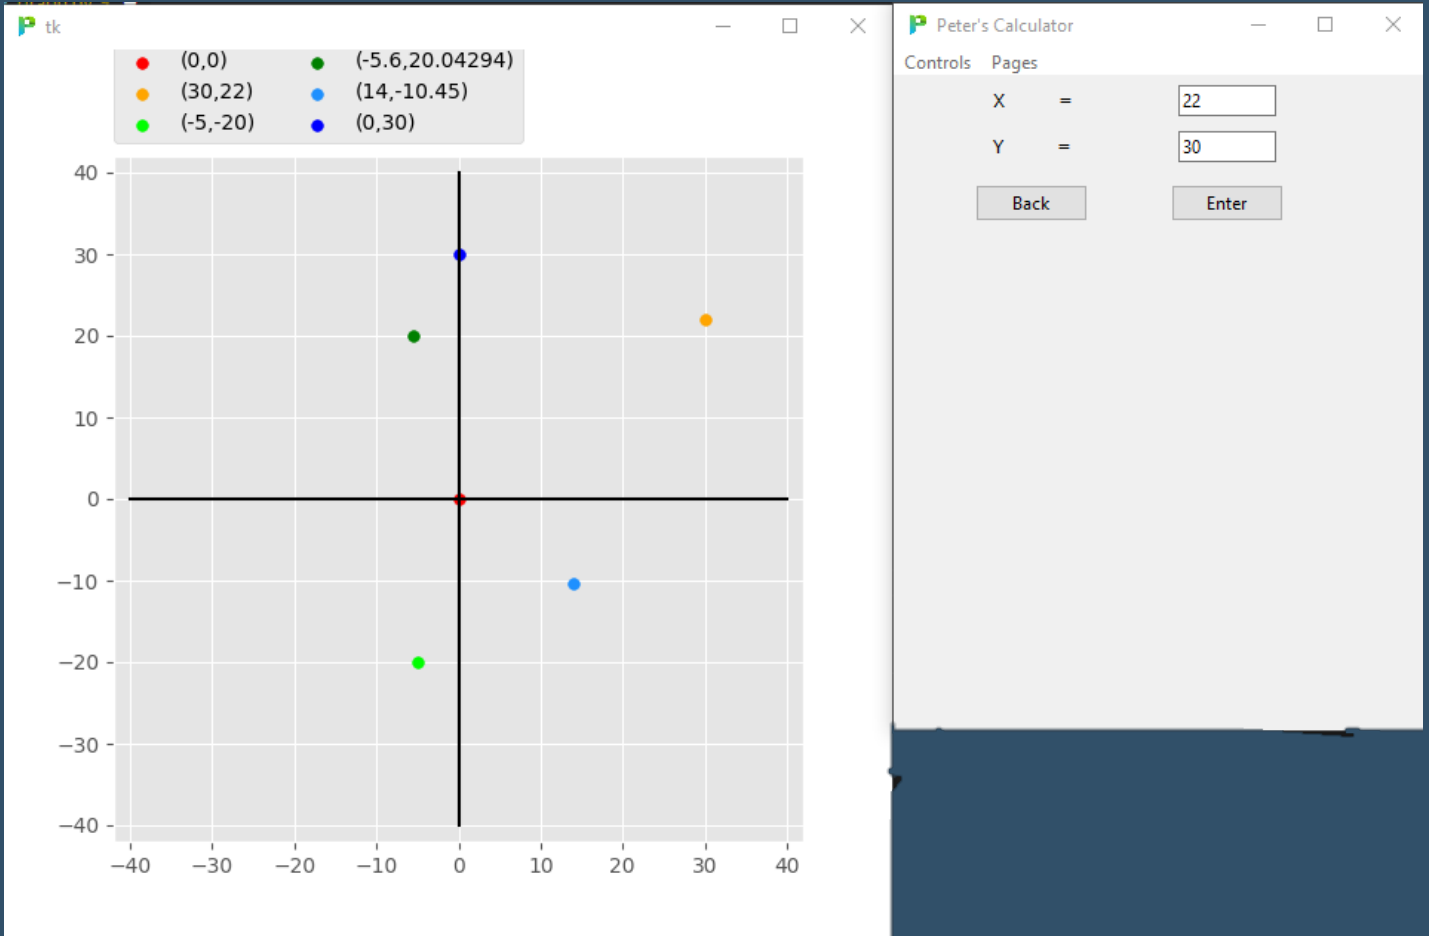 tk
(0,0) (-5.6,20.04294)
(30,22) (14,-10.45)
(-5,-20) (0,30)
40
30
20
10
0
−10
−20
−30
−40
−40 −30 −20 −10 0 10 20 30 40
Peter's Calculator
Controls Pages
X = 22
Y = 30
Back Enter